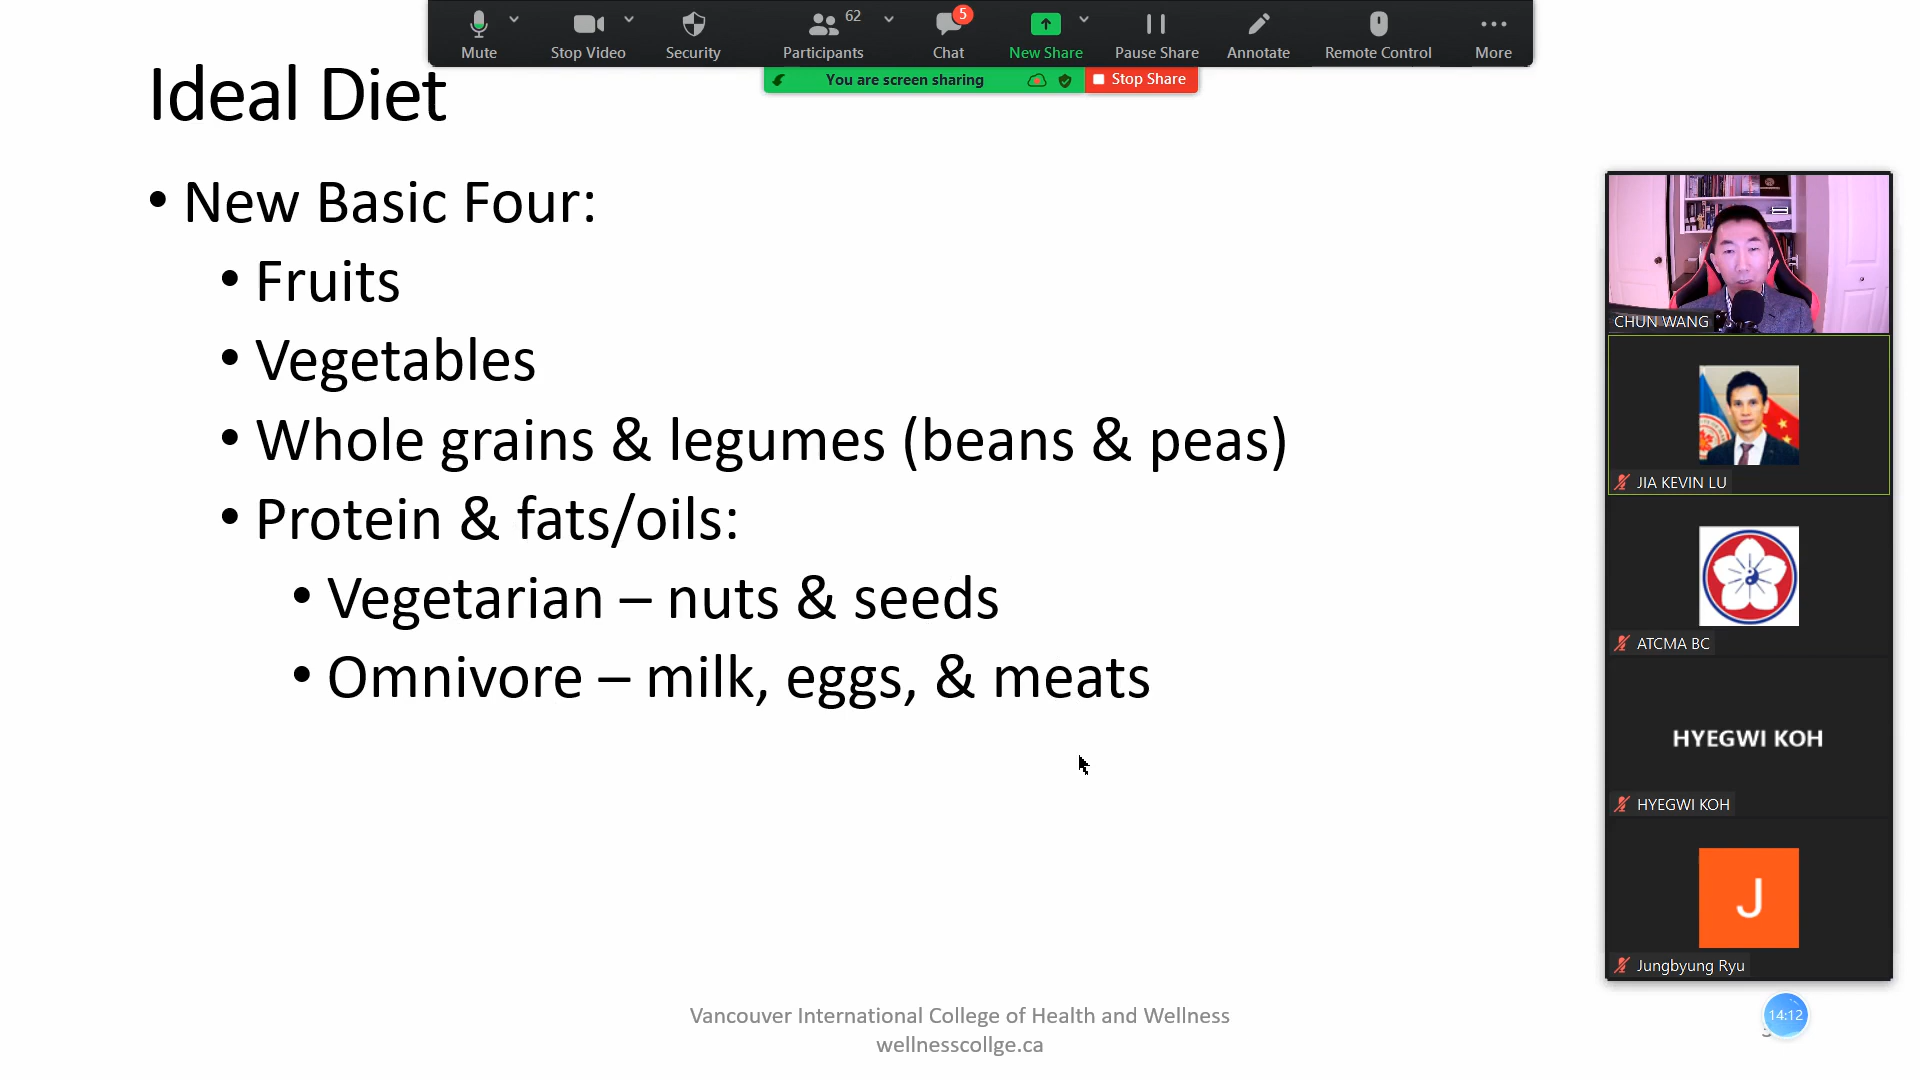 Mute
Stop Video
Security
62
Participants
5
Chat
New Share
Pause Share
Annotate
Remote Control
More
You are screen sharing
Stop Share
Ideal Diet
• New Basic Four:
• Fruits
• Vegetables
• Whole grains & legumes (beans & peas)
• Protein & fats/oils:
• Vegetarian – nuts & seeds
• Omnivore – milk, eggs, & meats
CHUN WANG
JIA KEVIN LU
ATCMA BC
HYEGWI KOH
HYEGWI KOH
J
Jungbyung Ryu
Vancouver International College of Health and Wellness
wellnesscollge.ca
14:12